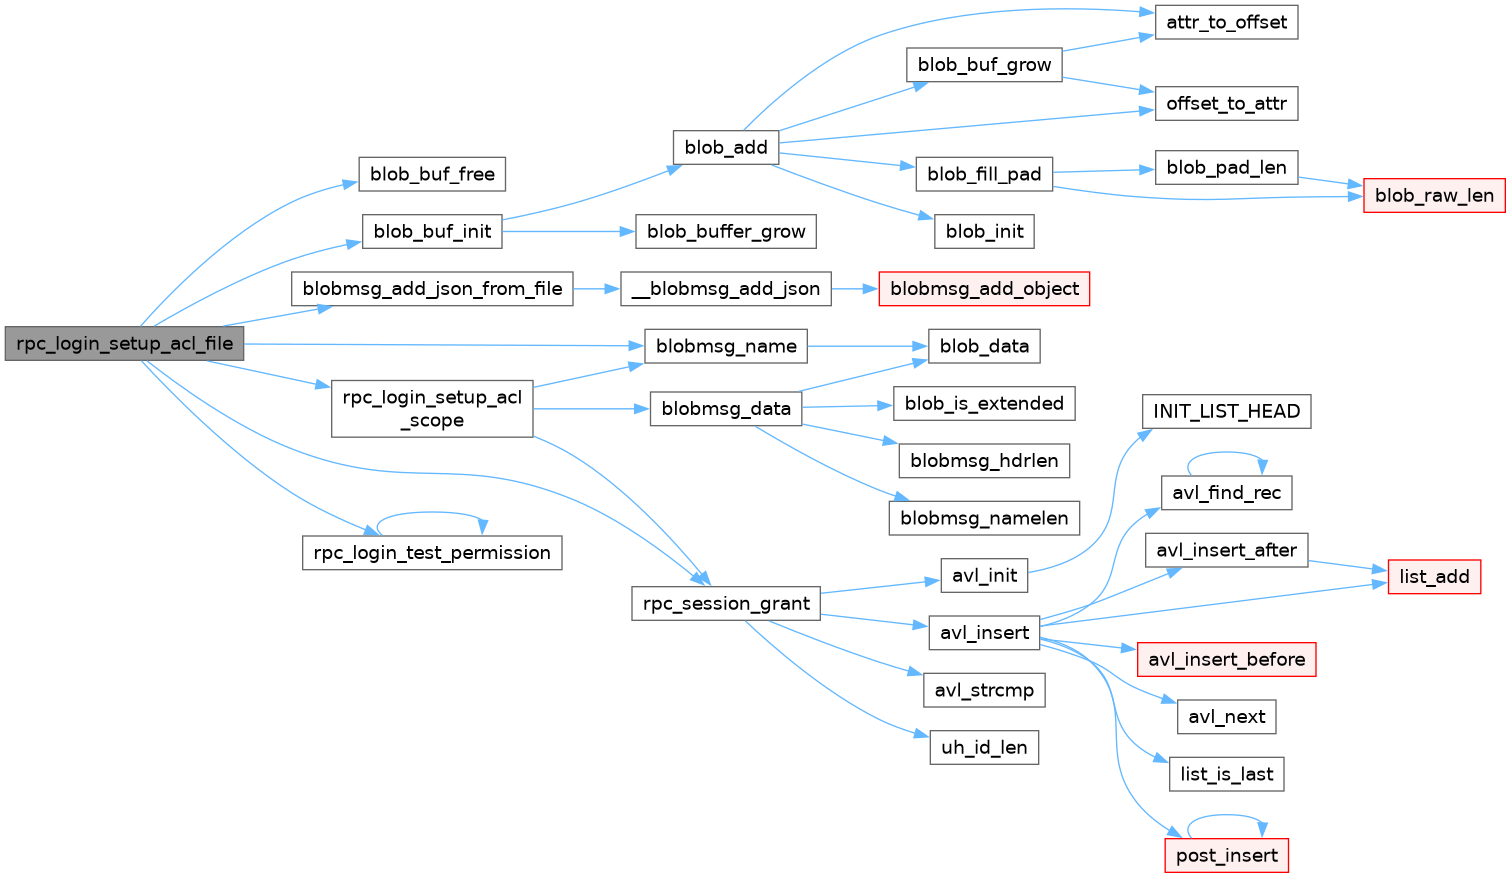 attr_to_offset
blob_buf_grow
offset_to_attr
blob_add
blob_buf_free
blob_fill_pad
blob_pad_len
blob_raw_len
blob_buf_init
blob_buffer_grow
blob_init
blobmsg_add_json_from_file
__blobmsg_add_json
blobmsg_add_object
rpc_login_setup_acl_file
blobmsg_name
blob_data
rpc_login_setup_acl
_scope
blobmsg_data
blob_is_extended
INIT_LIST_HEAD
blobmsg_hdrlen
avl_find_rec
blobmsg_namelen
rpc_login_test_permission
avl_insert_after
avl_init
list_add
rpc_session_grant
avl_insert
avl_insert_before
avl_strcmp
avl_next
uh_id_len
list_is_last
post_insert